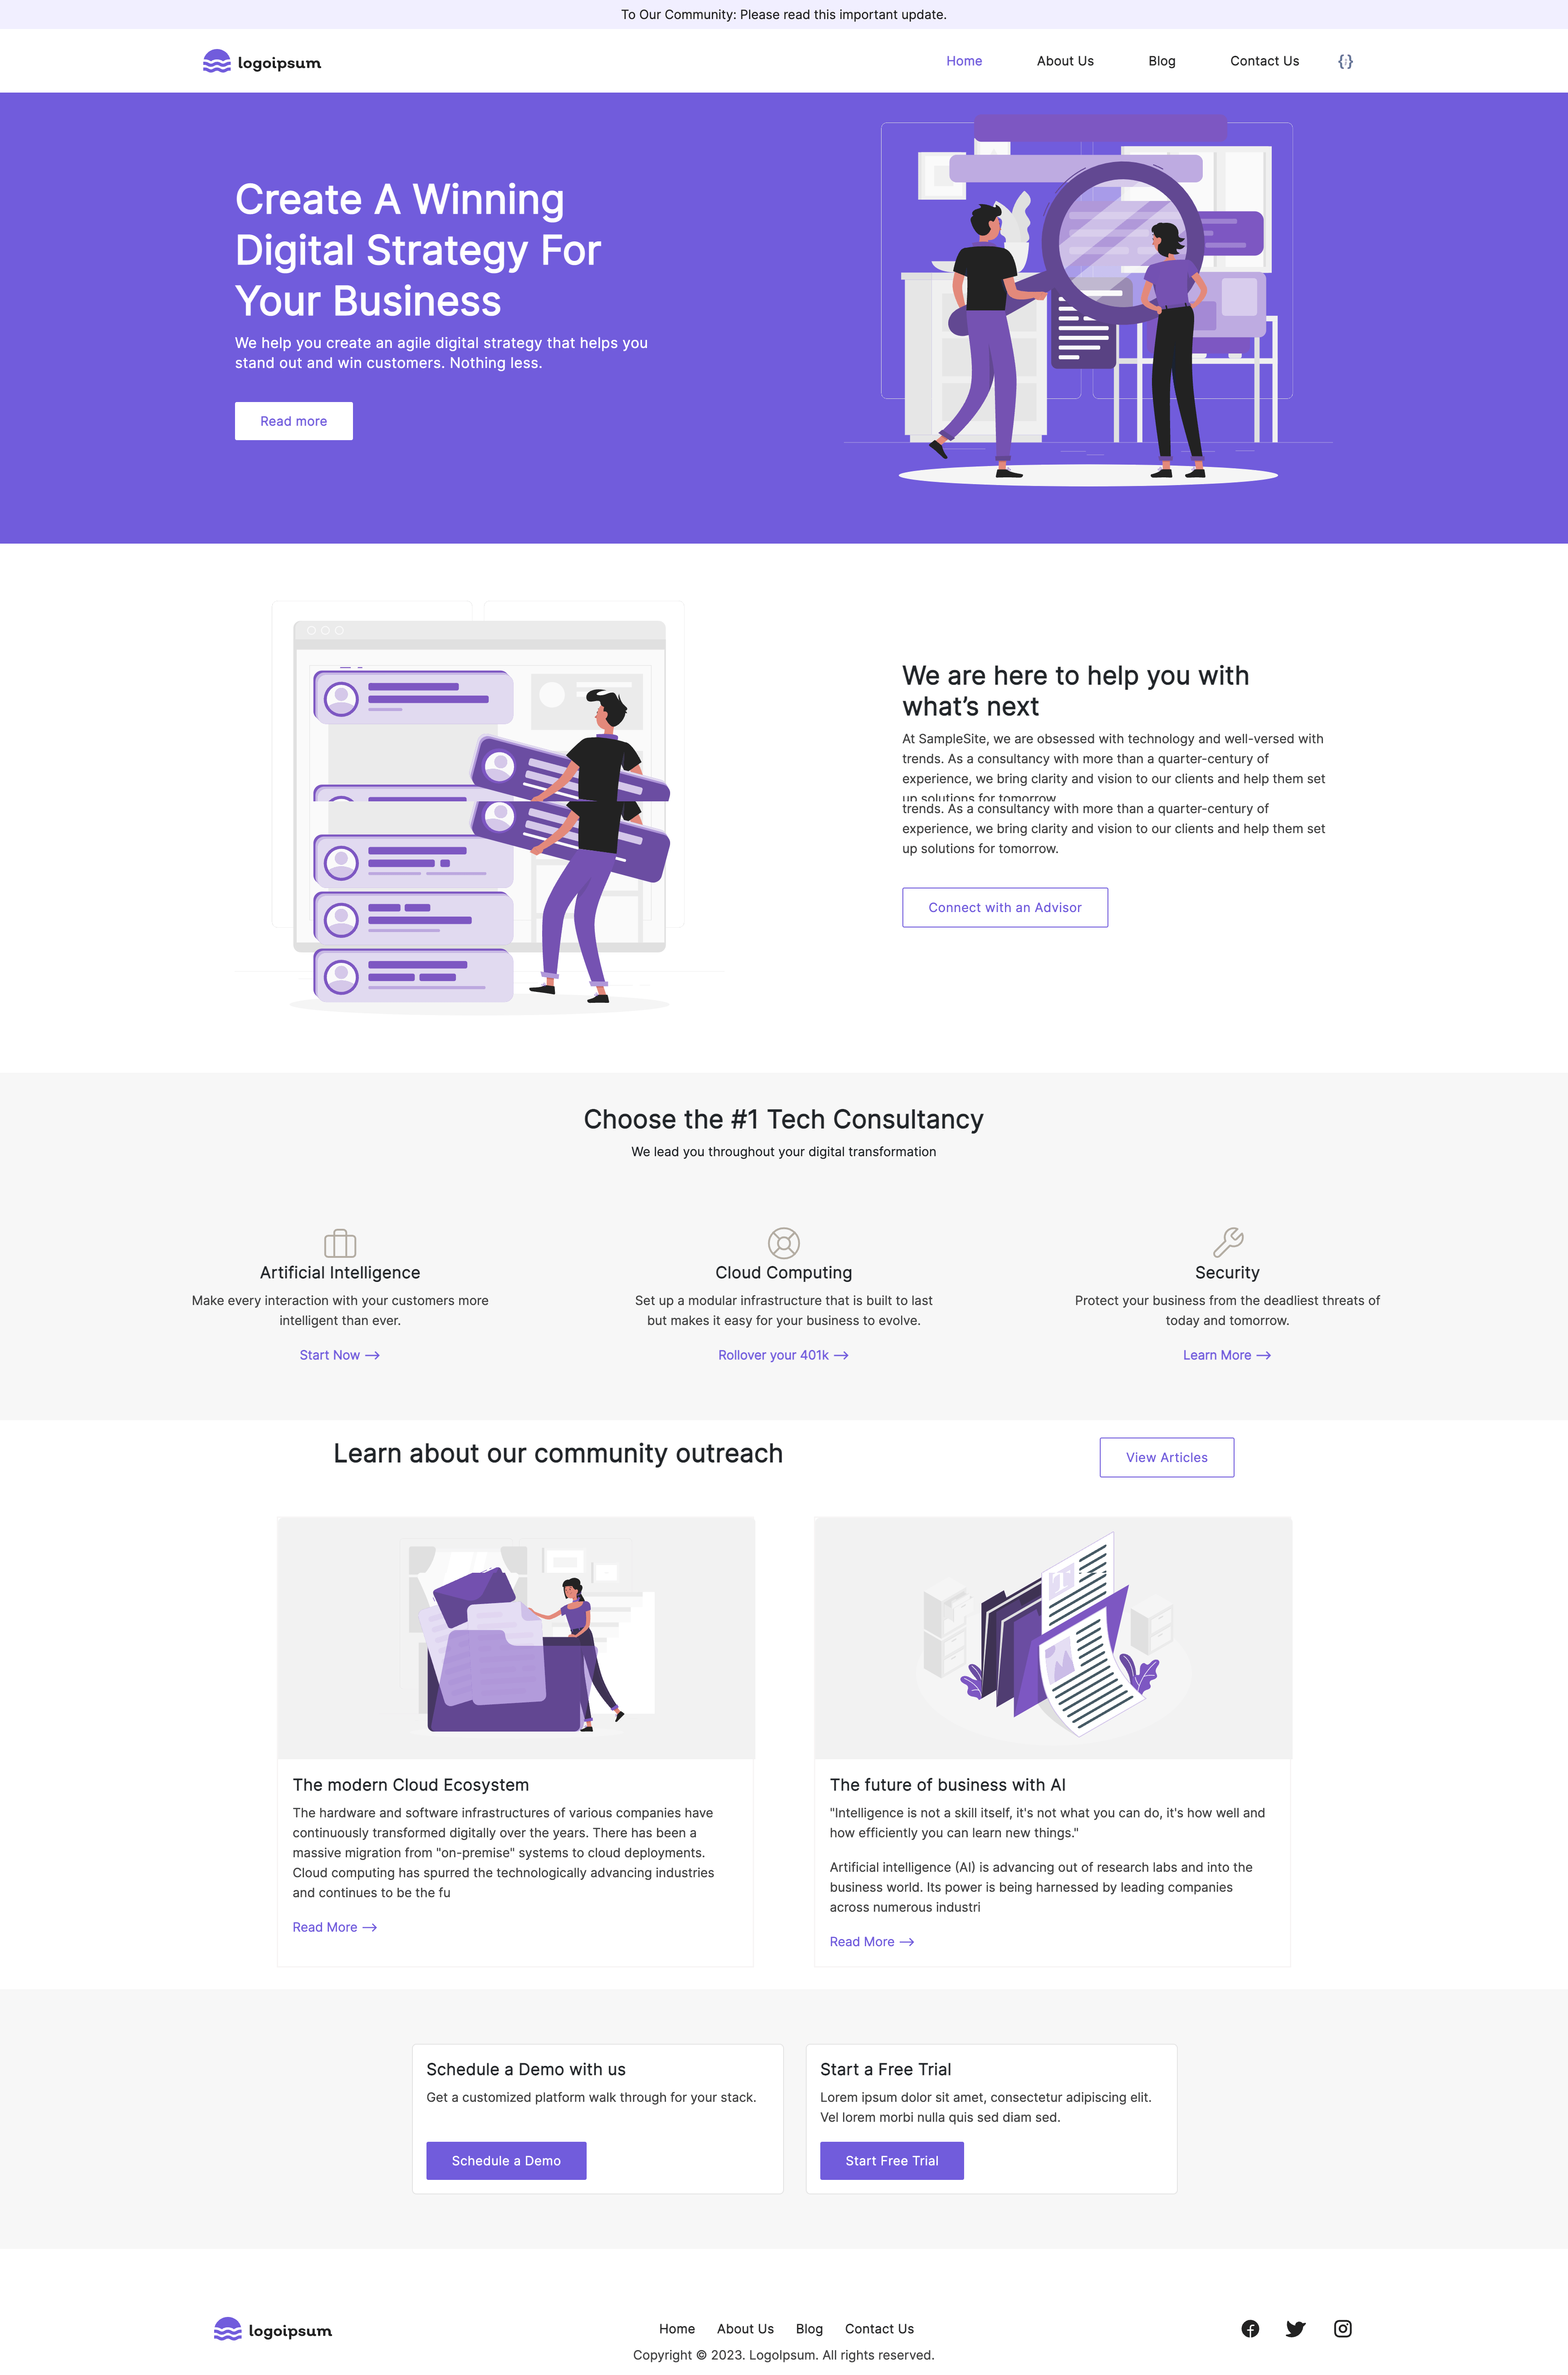 To Our Community: Please read this important update.
logoipsum
Home
About Us
Blog
Contact Us
Create A Winning
Digital Strategy For
Your Business
We help you create an agile digital strategy that helps you
stand out and win customers. Nothing less.
Read more
We are here to help you with
what’s next
At SampleSite, we are obsessed with technology and well-versed with
trends. As a consultancy with more than a quarter-century of
experience, we bring clarity and vision to our clients and help them set
up solutions for tomorrow
trends. As a consultancy with more than a quarter-century of
experience, we bring clarity and vision to our clients and help them set
up solutions for tomorrow.
Connect with an Advisor
Choose the #1 Tech Consultancy
We lead you throughout your digital transformation
Artificial Intelligence
Make every interaction with your customers more
intelligent than ever.
Start Now
Cloud Computing
Set up a modular infrastructure that is built to last
but makes it easy for your business to evolve.
Rollover your 401k
Security
Protect your business from the deadliest threats of
today and tomorrow.
Learn More
Learn about our community outreach
View Articles
The modern Cloud Ecosystem
The hardware and software infrastructures of various companies have
continuously transformed digitally over the years. There has been a
massive migration from "on-premise" systems to cloud deployments.
Cloud computing has spurred the technologically advancing industries
and continues to be the fu
Read More
The future of business with AI
"Intelligence is not a skill itself, it's not what you can do, it's how well and
how efficiently you can learn new things."
Artificial intelligence (AI) is advancing out of research labs and into the
business world. Its power is being harnessed by leading companies
across numerous industri
Read More
Schedule a Demo with us
Get a customized platform walk through for your stack.
Schedule a Demo
Start a Free Trial
Lorem ipsum dolor sit amet, consectetur adipiscing elit.
Vel lorem morbi nulla quis sed diam sed.
Start Free Trial
logoipsum
Home
About Us
Blog
Contact Us
Copyright © 2023. LogoIpsum. All rights reserved.